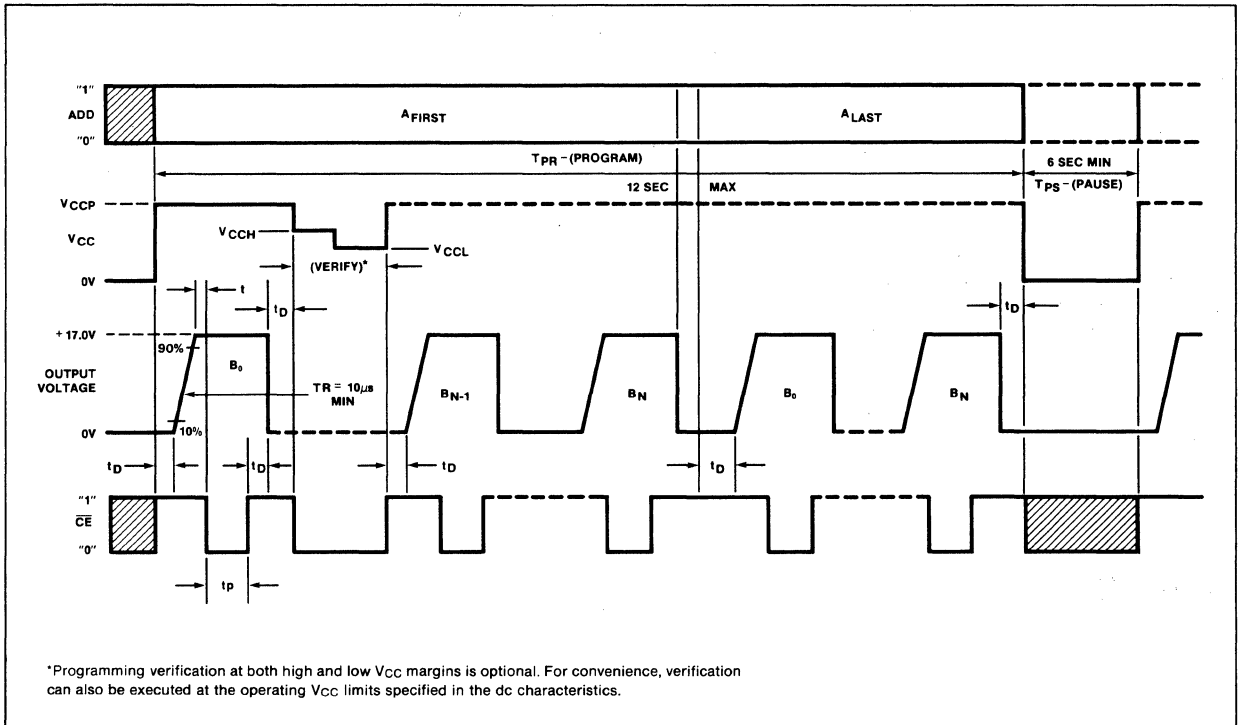 "1"
ADD
"0"
A FIRST
A LAST
TPR – (PROGRAM)
12 SEC MAX
6 SEC MIN
TPS – (PAUSE)
VCCP
VCC
0V
VCCH
VCCL
(VERIFY)*
t
tD
tD
+ 17.0V
90%
OUTPUT
VOLTAGE
10%
0V
B0
TR = 10μs
MIN
BN-1
BN
B0
BN
tD
tD
tD
tD
"1"
CE
"0"
tp
*Programming verification at both high and low VCC margins is optional. For convenience, verification
can also be executed at the operating VCC limits specified in the dc characteristics.